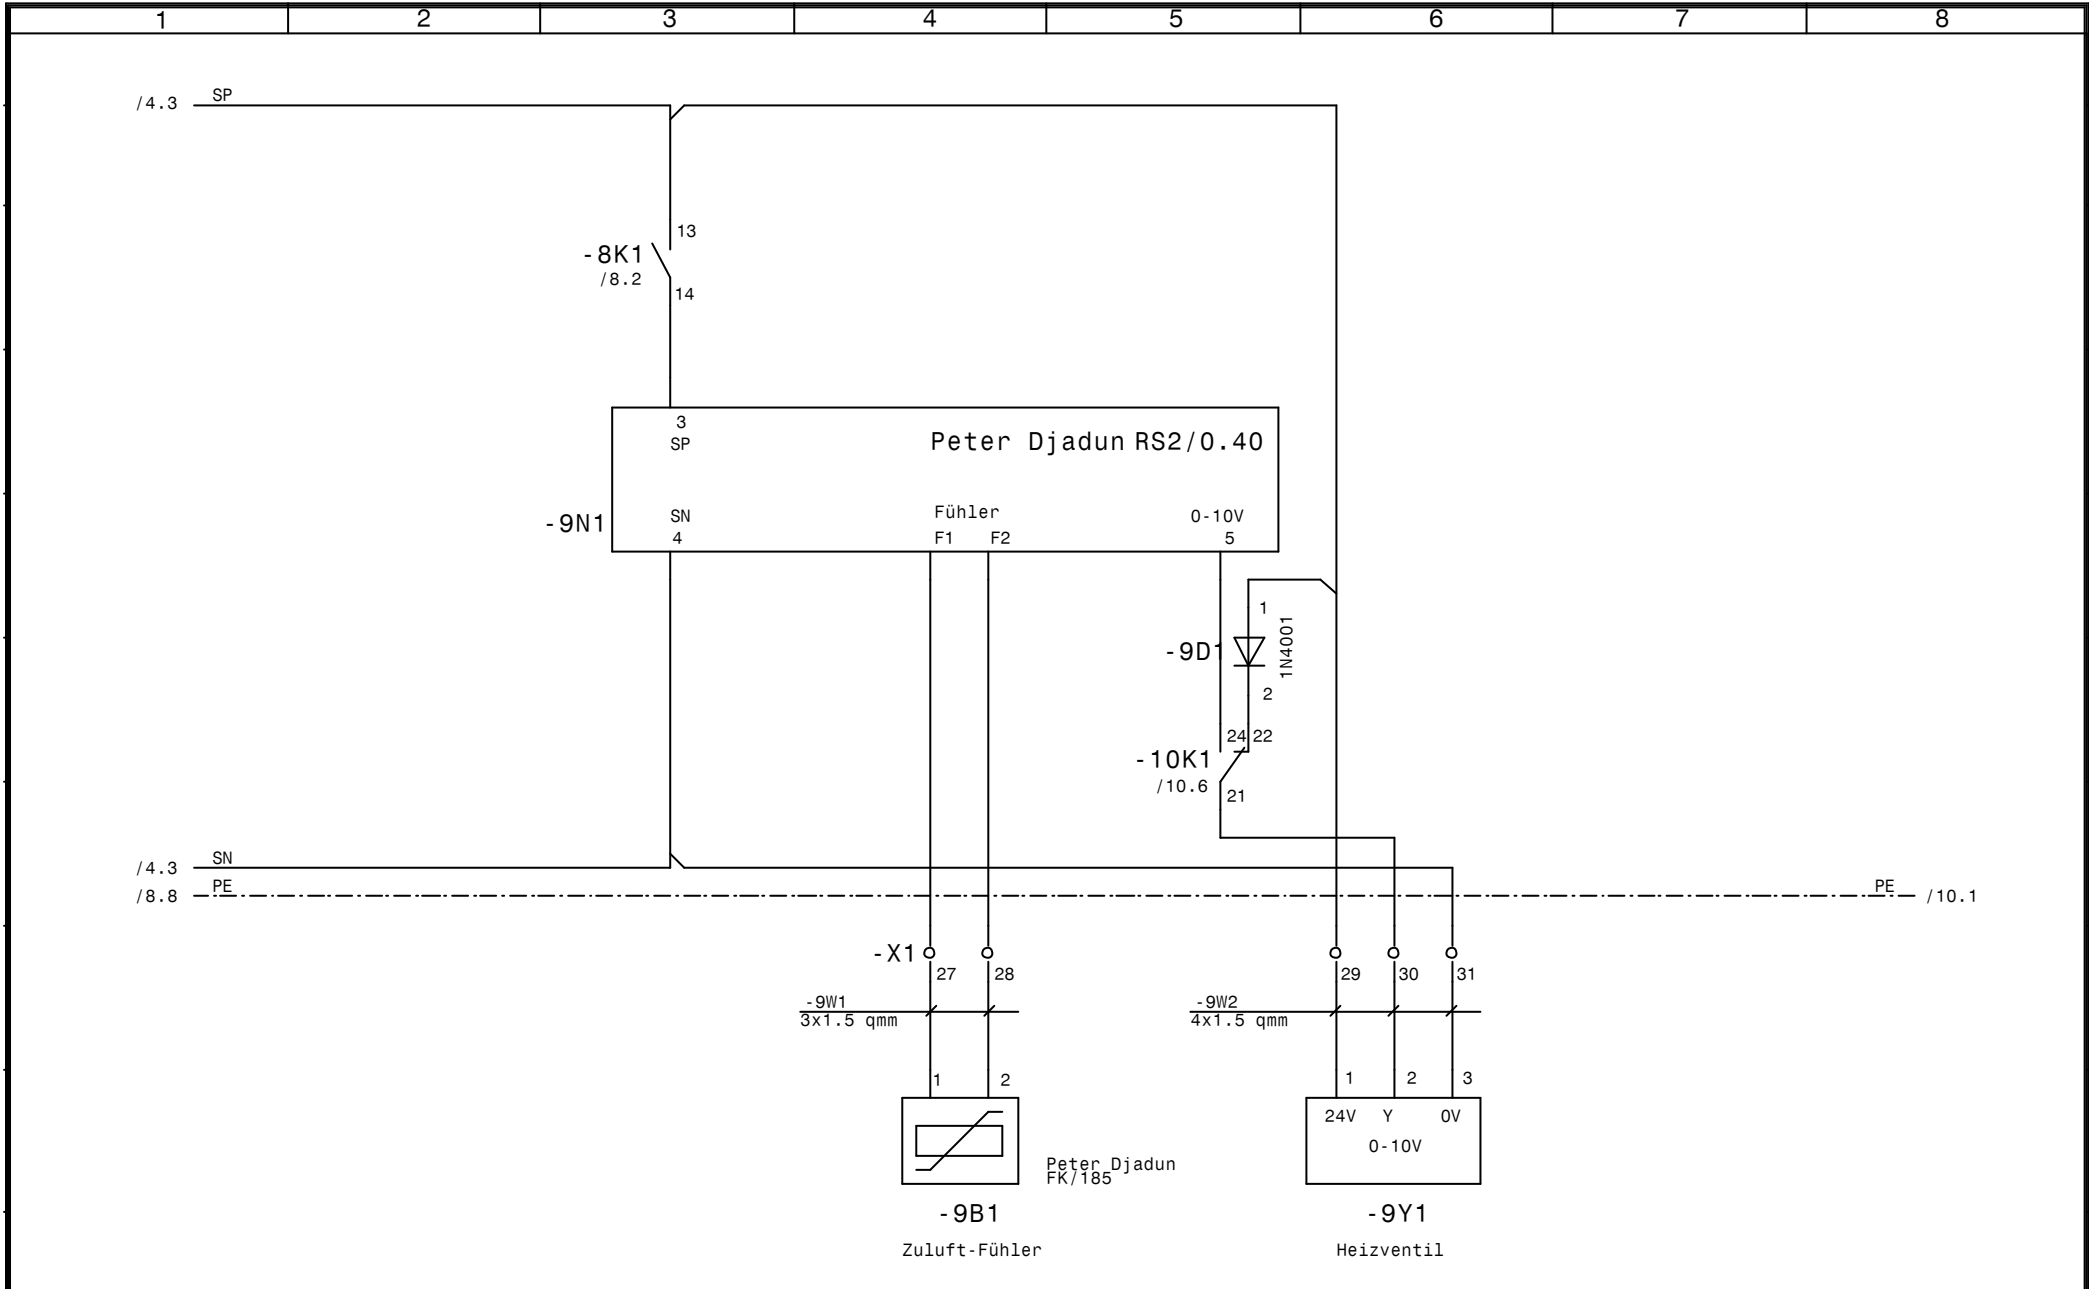 1 2 3 4 5 6 7 8
/4.3 SP
13
-8K1
/8.2
14
3
SP
Peter Djadun RS2/0.40
-9N1
SN
4
Fühler
F1 F2
0-10V
5
1
-9D1
1N4001
2
24 22
-10K1
/10.6
21
/4.3 SN
/8.8 PE
PE /10.1
-X1
27 28 29 30 31
-9W1
3x1.5 qmm
-9W2
4x1.5 qmm
1 2
1 2 3
24V Y 0V
0-10V
Peter Djadun
FK/185
-9B1
Zuluft-Fühler
-9Y1
Heizventil